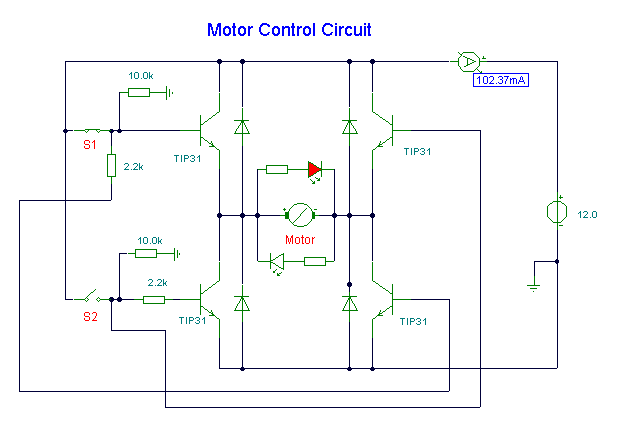 Motor Control Circuit
10.0k
102.37mA
S1
2.2k
TIP31
TIP31
12.0
Motor
10.0k
2.2k
S2
TIP31
TIP31